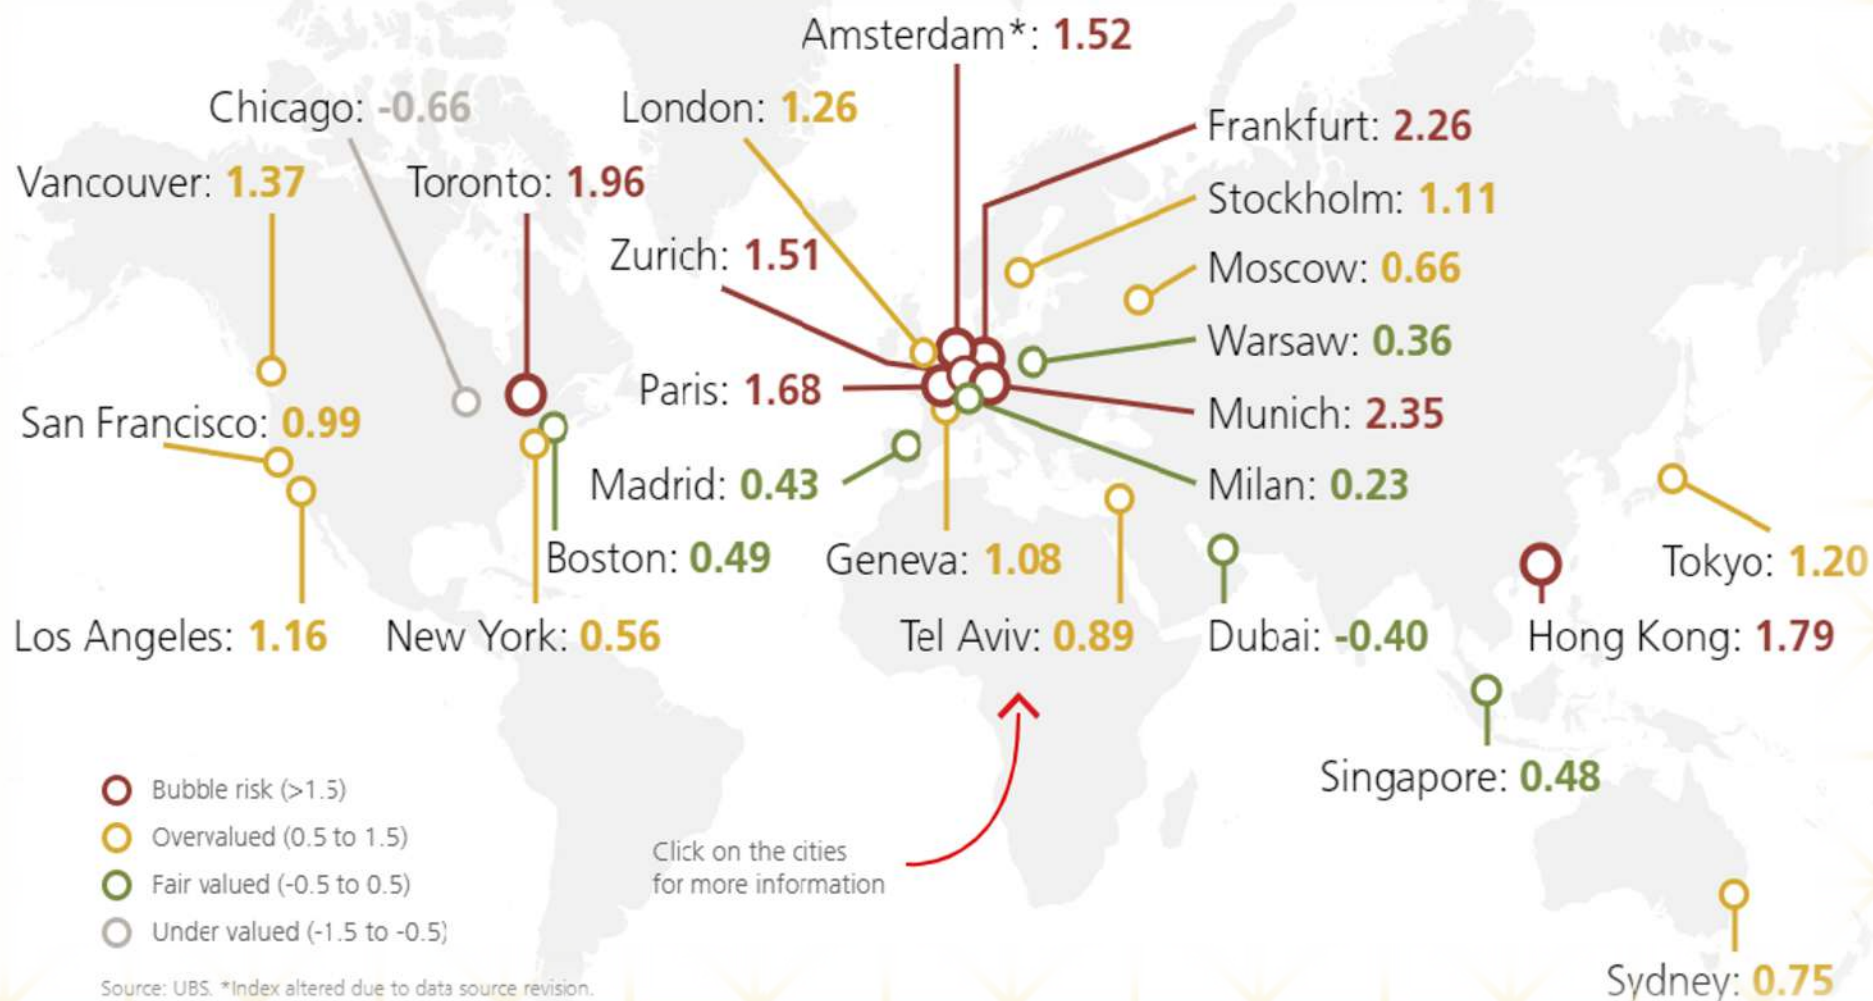 Amsterdam*: 1.52
Chicago: -0.66
London: 1.26
Frankfurt: 2.26
Vancouver: 1.37
Toronto: 1.96
Stockholm: 1.11
Zurich: 1.51
Moscow: 0.66
Warsaw: 0.36
Paris: 1.68
Munich: 2.35
San Francisco: 0.99
Madrid: 0.43
Milan: 0.23
Boston: 0.49
Geneva: 1.08
Tokyo: 1.20
Los Angeles: 1.16
New York: 0.56
Tel Aviv: 0.89
Dubai: -0.40
Hong Kong: 1.79
Singapore: 0.48
Bubble risk (>1.5)
Overvalued (0.5 to 1.5)
Fair valued (-0.5 to 0.5)
Under valued (-1.5 to -0.5)
Click on the cities
for more information
Sydney: 0.75
Source: UBS. *Index altered due to data source revision.